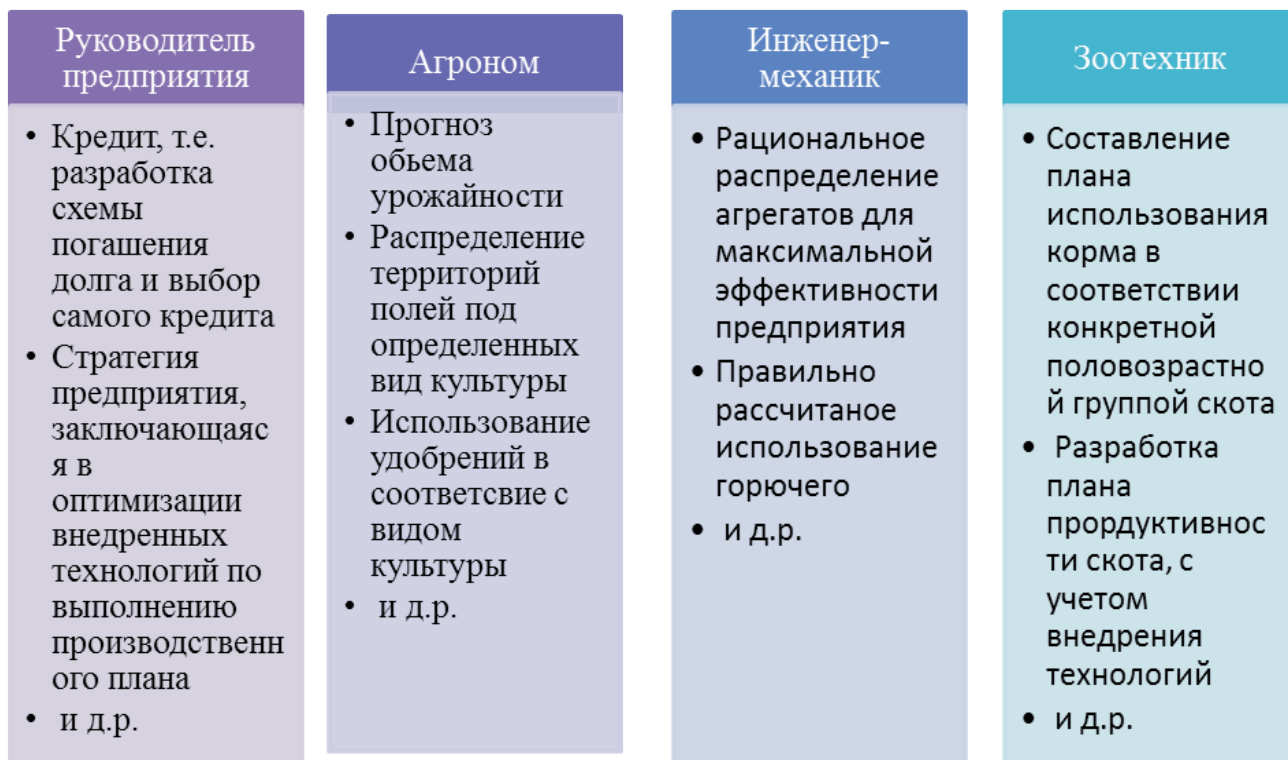 Руководитель
предприятия
• Кредит, т.е.
разработка
схемы
погашения
долга и выбор
самого кредита
• Стратегия
предприятия,
заключающаяс
я в
оптимизации
внедренных
технологий по
выполнению
производственн
ого плана
• и д.р.
Агроном
• Прогноз
обьема
урожайности
• Распределение
территорий
полей под
определенных
вид культуры
• Использование
удобрений в
соответсвие с
видом
культуры
• и д.р.
Инженер-
механик
• Рациональное
распределение
агрегатов для
максимальной
эффективности
предприятия
• Правильно
рассчитаное
использование
горючего
• и д.р.
Зоотехник
• Составление
плана
использования
корма в
соответствии
конкретной
половозрастно
й группой скота
• Разработка
плана
прордуктивнос
ти скота, с
учетом
внедрения
технологий
• и д.р.